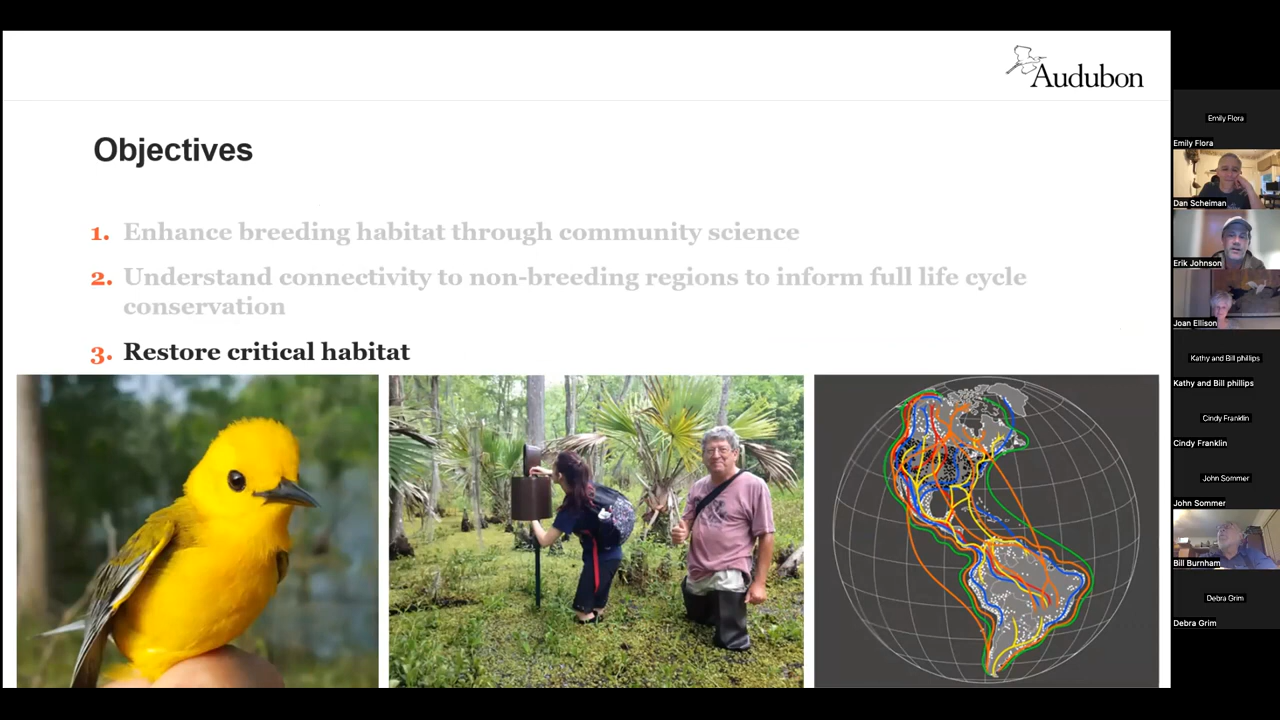 Audubon
Objectives
1. Enhance breeding habitat through community science
2. Understand connectivity to non-breeding regions to inform full life cycle
conservation
3. Restore critical habitat
Emily Flora
Emily Flora
Dan Scheiman
Erik Johnson
Joan Ellison
Kathy and Bill phillips
Kathy and Bill phillips
Cindy Franklin
Cindy Franklin
John Sommer
John Sommer
Bill Burnham
Debra Grim
Debra Grim